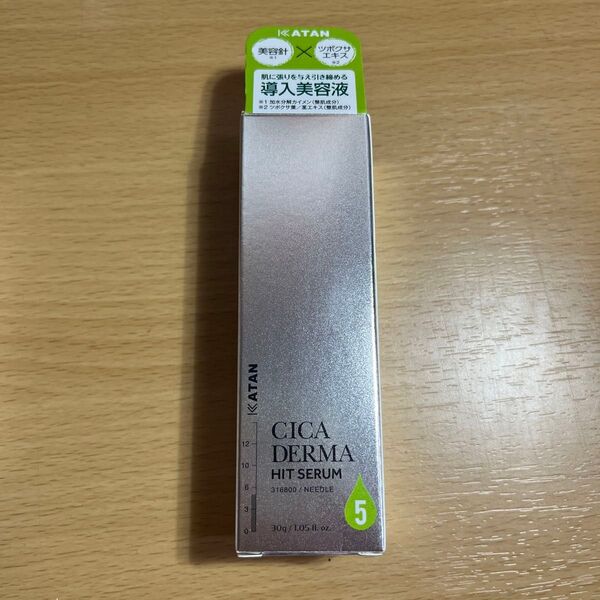 KATAN
美容針
※1
×
ツボクサ
エキス
※2
肌に張りを与え引き締める
導入美容液
※1 加水分解カイメン(整肌成分)
※2 ツボクサ葉/茎エキス(整肌成分)
KATAN
CICA
DERMA
HIT SERUM
316800 / NEEDLE
12
10
6
3
0
5
30g / 1.05 fl. oz.